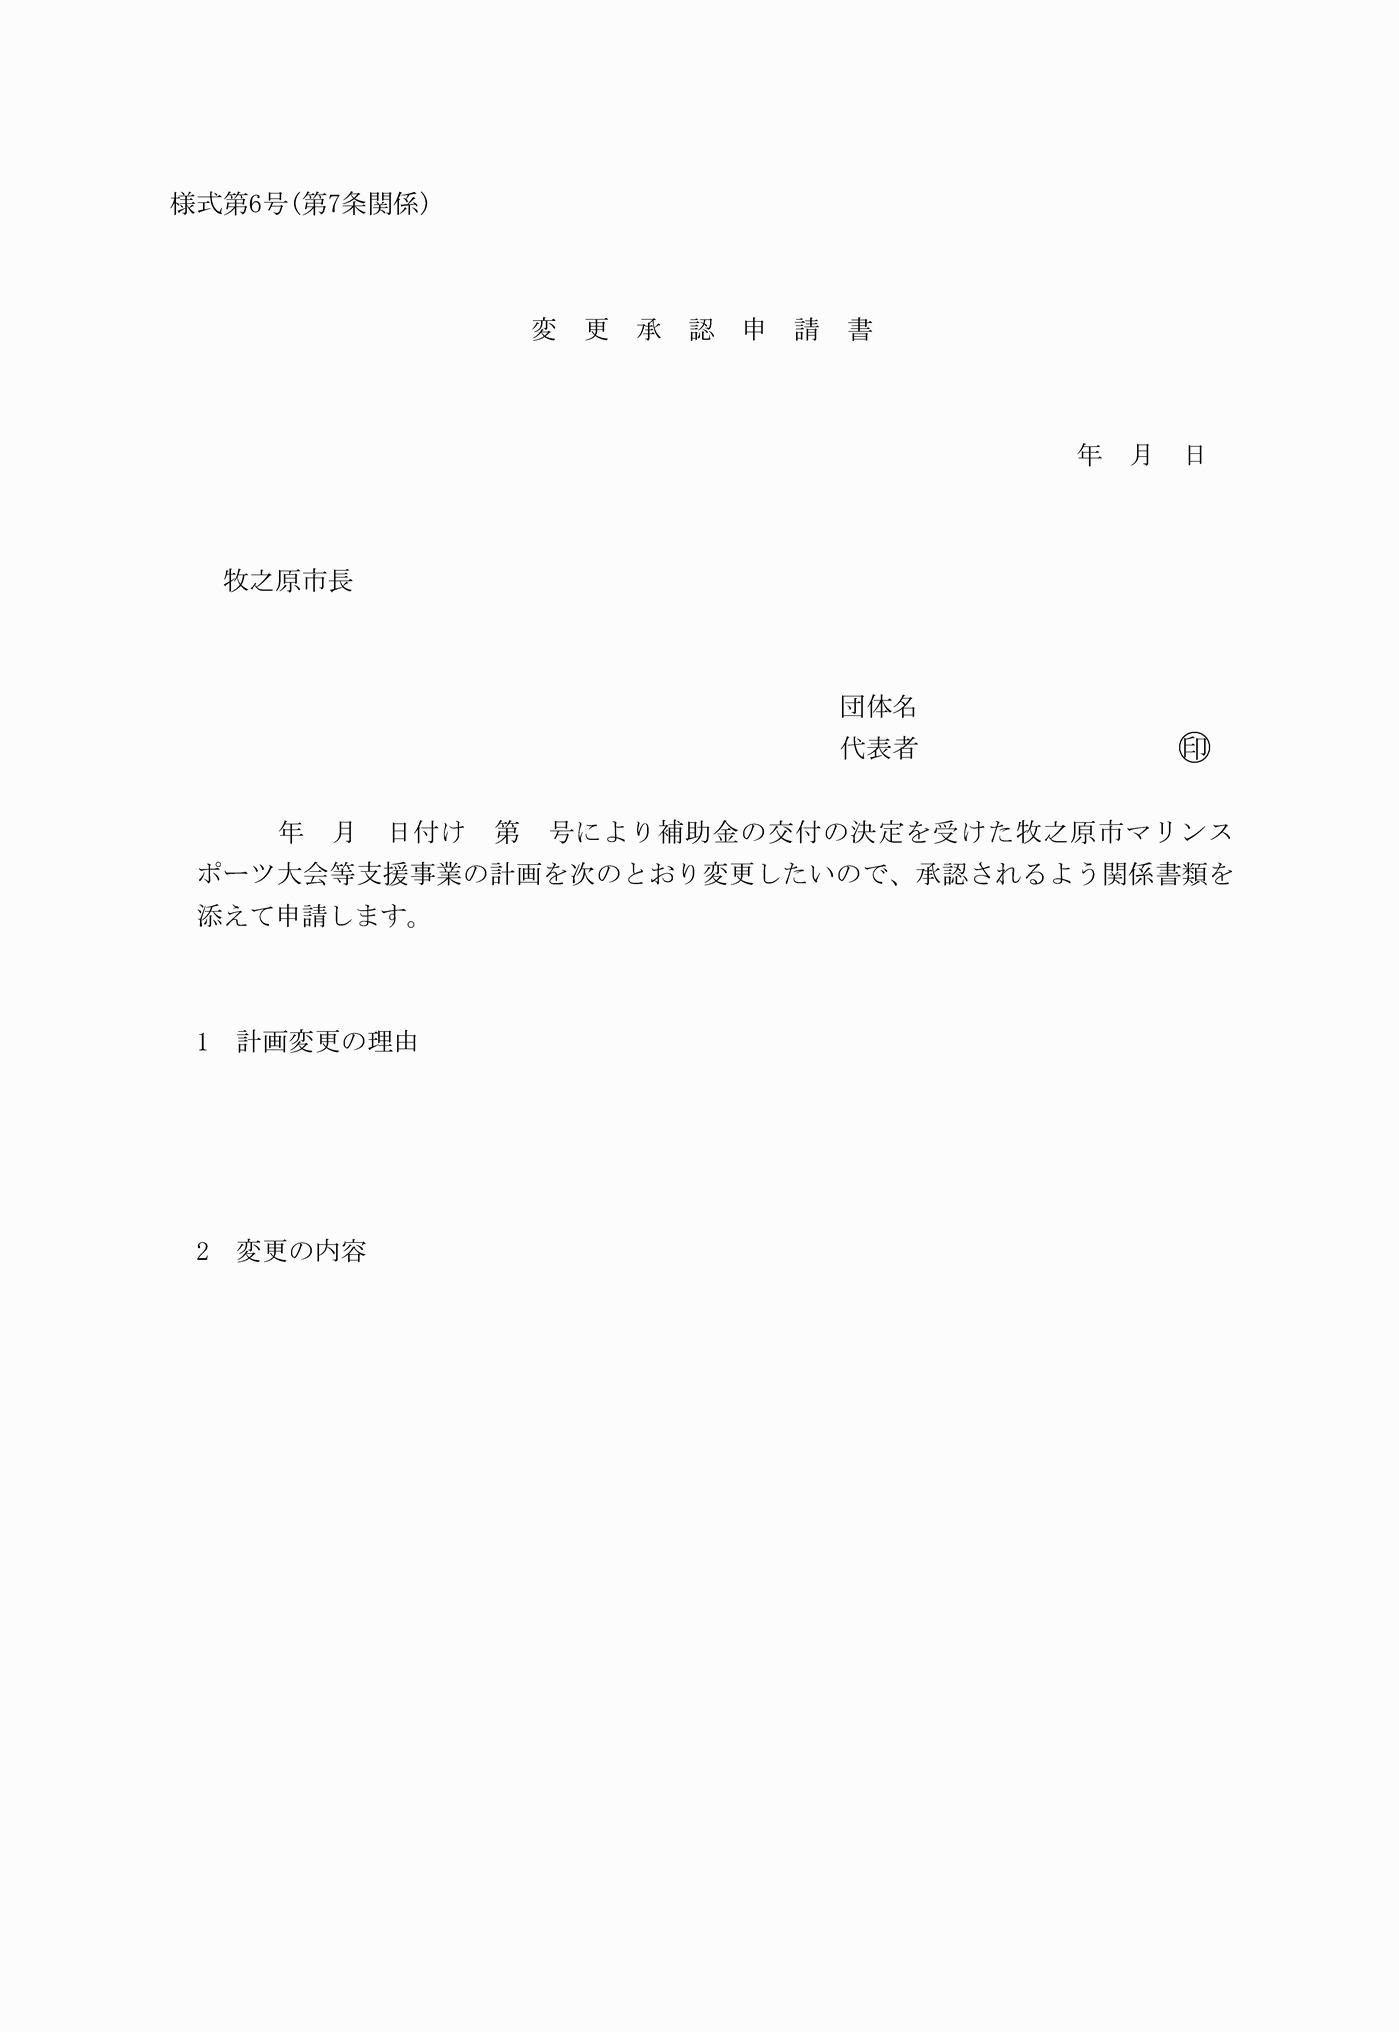 様式第6号(第7条関係)
変　更　承　認　申　請　書
年　月　日
牧之原市長
団体名
代表者　　　　　　　　　　㊞
年　月　日付け　第　号により補助金の交付の決定を受けた牧之原市マリンス
ポーツ大会等支援事業の計画を次のとおり変更したいので、承認されるよう関係書類を
添えて申請します。
1　計画変更の理由
2　変更の内容